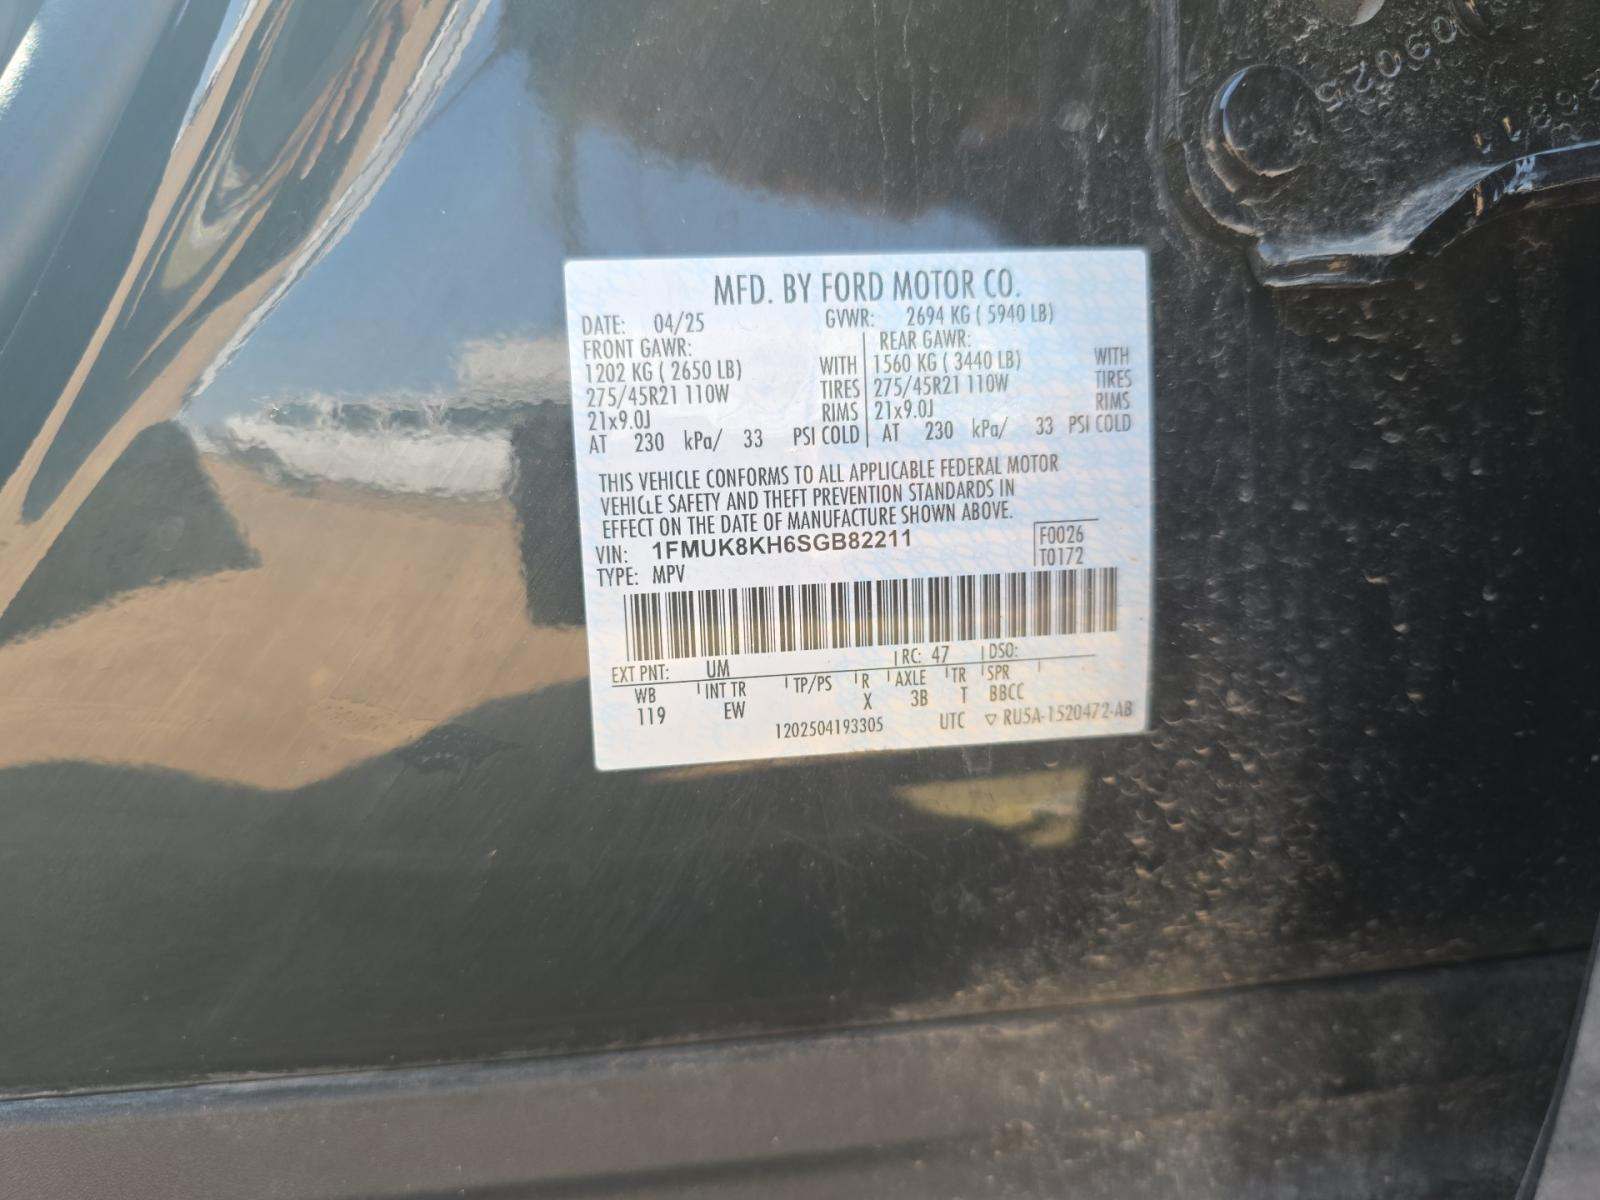 09025
MFD. BY FORD MOTOR CO.
DATE: 04/25 GVWR: 2694 KG ( 5940 LB)
FRONT GAWR: REAR GAWR:
1202 KG ( 2650 LB) WITH 1560 KG ( 3440 LB) WITH
275/45R21 110W TIRES 275/45R21 110W TIRES
21x9.0J RIMS 21x9.0J RIMS
AT 230 kPa/ 33 PSI COLD AT 230 kPa/ 33 PSI COLD
THIS VEHICLE CONFORMS TO ALL APPLICABLE FEDERAL MOTOR
VEHICLE SAFETY AND THEFT PREVENTION STANDARDS IN
EFFECT ON THE DATE OF MANUFACTURE SHOWN ABOVE.
VIN: 1FMUK8KH6SGB82211 F0026
TYPE: MPV T0172
EXT PNT: UM RC: 47 DSO:
WB INT TR TP/PS R AXLE TR SPR
119 EW X 3B T BBCC
1202504193305 UTC ▽ RU5A-1520472-AB